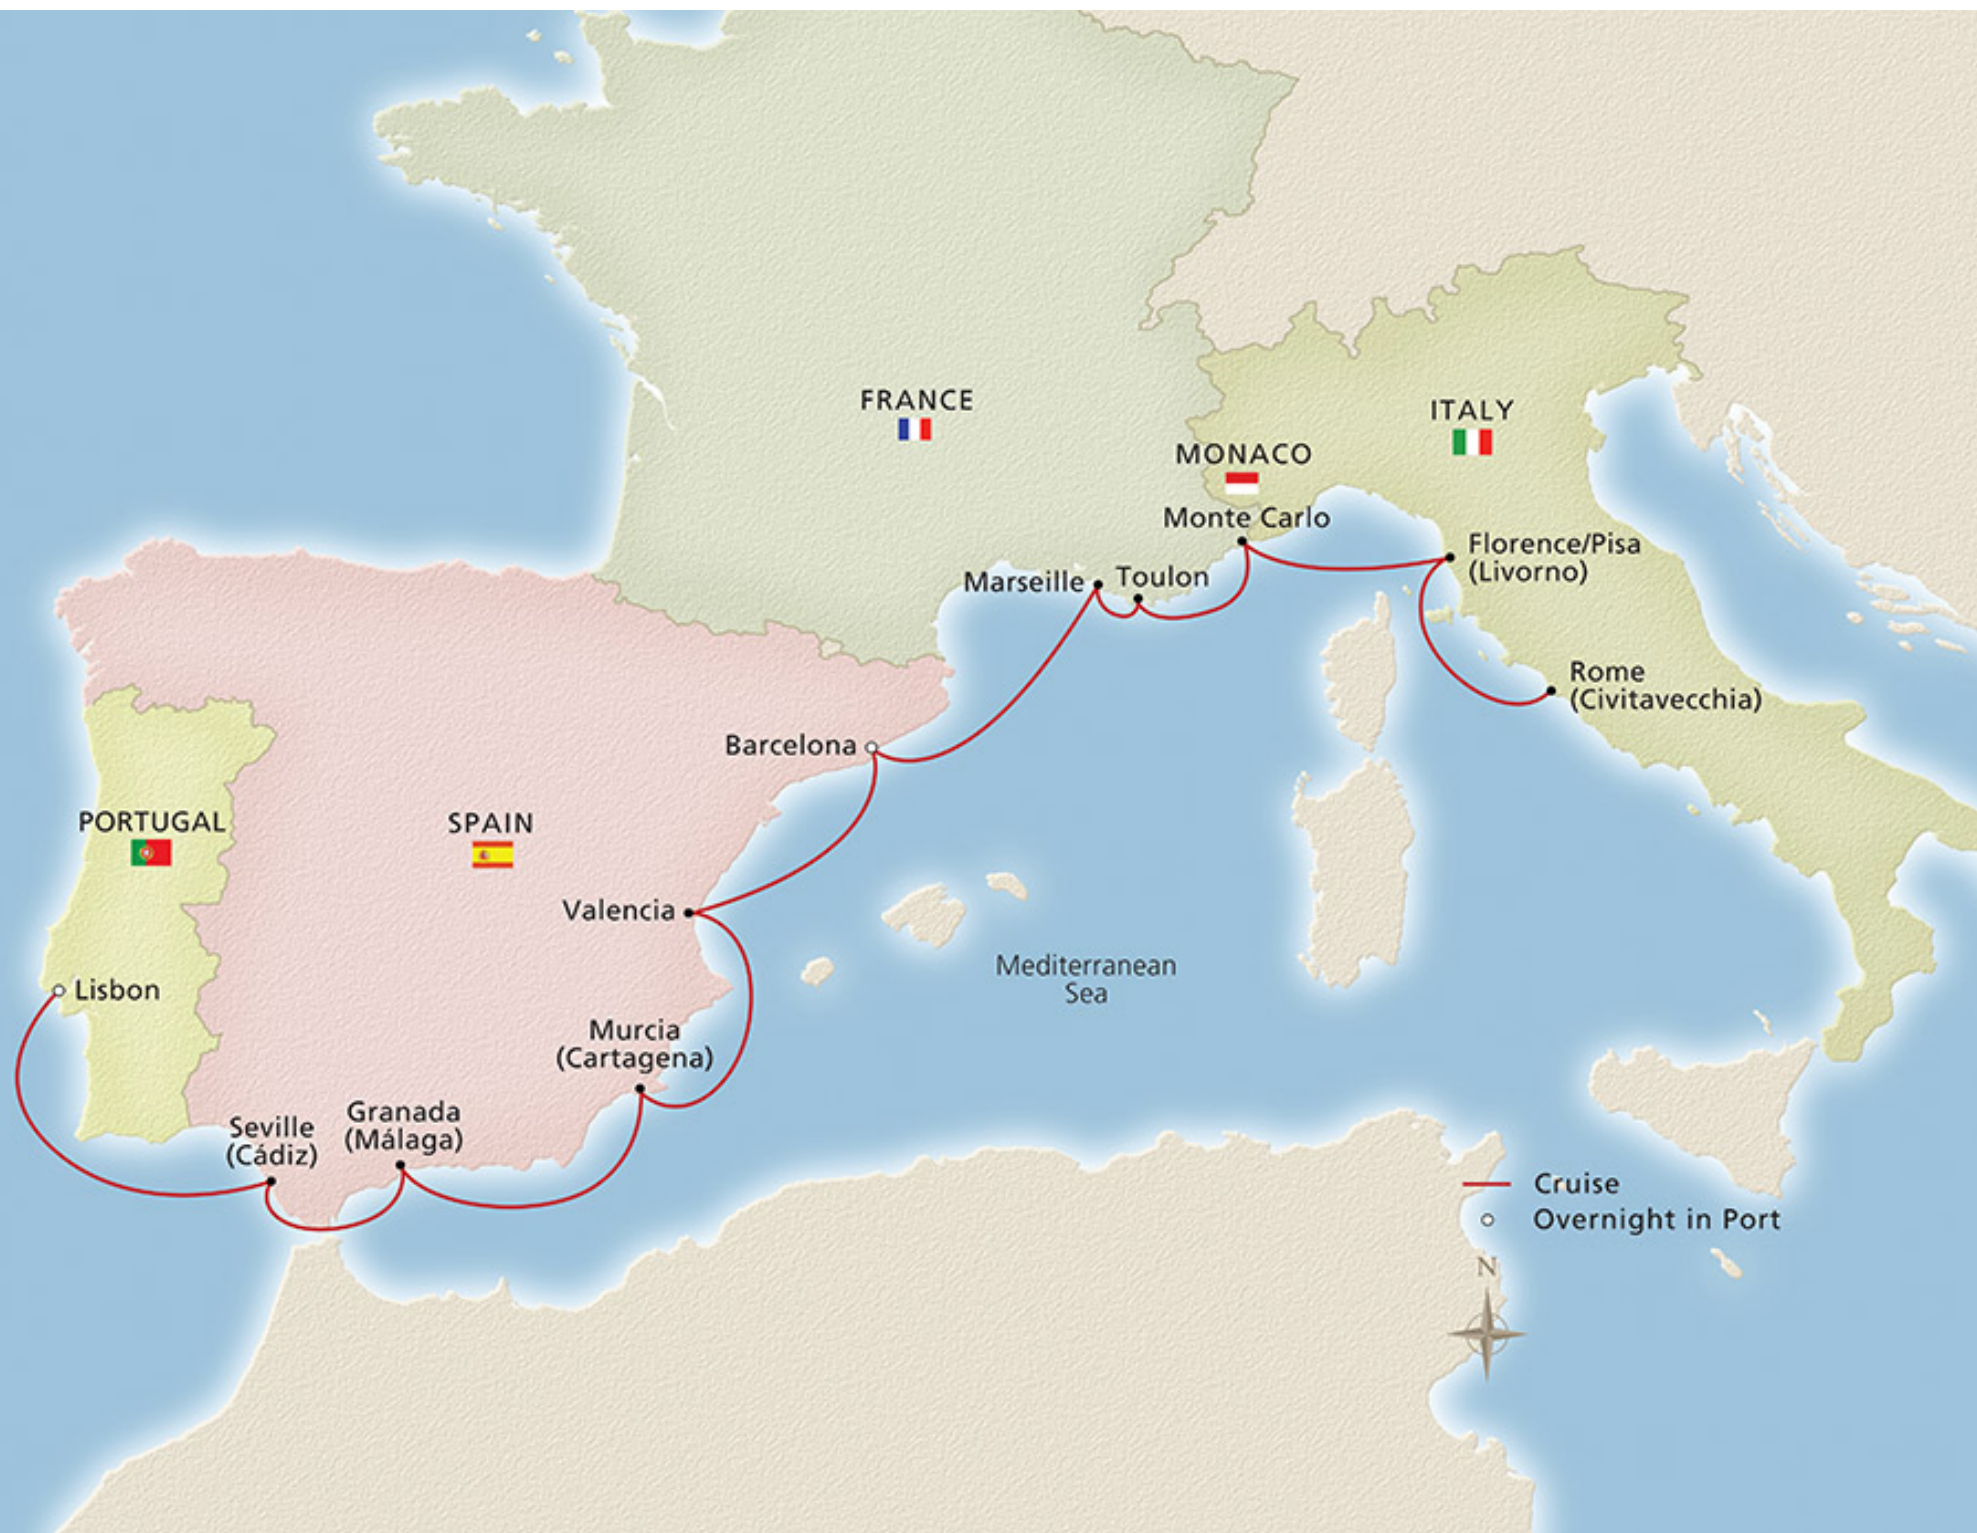 FRANCE
ITALY
MONACO
Monte Carlo
Florence/Pisa
(Livorno)
Marseille
Toulon
Rome
(Civitavecchia)
Barcelona
PORTUGAL
SPAIN
Valencia
Mediterranean
Sea
Lisbon
Murcia
(Cartagena)
Granada
(Málaga)
Seville
(Cádiz)
Cruise
Overnight in Port
N